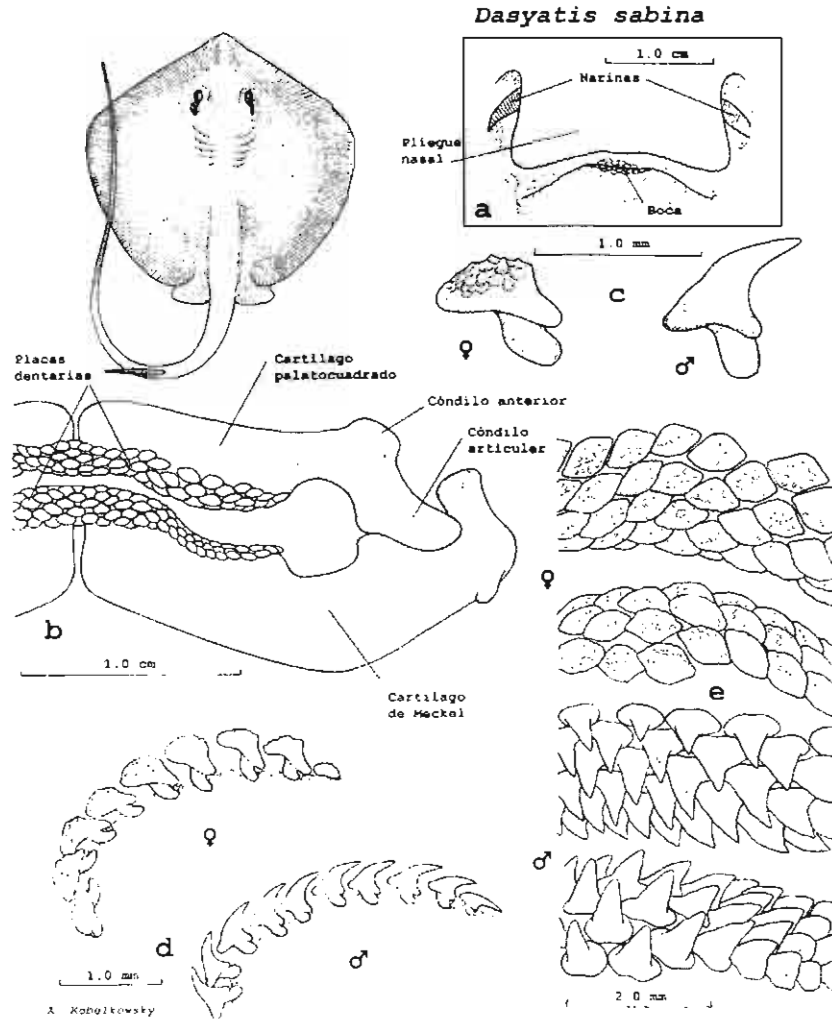 Dasyatis sabina
1.0 cm
Narinas
Pliegue
nasal
Boca
a
1.0 mm
c
♀
♂
Placas
dentarias
Cartílago
palatocuadrado
Cóndilo anterior
Cóndilo
articular
b
1.0 cm
Cartílago
de Meckel
♀
e
♀
♂
d
♂
1.0 mm
2.0 mm
A Kobelkowsky